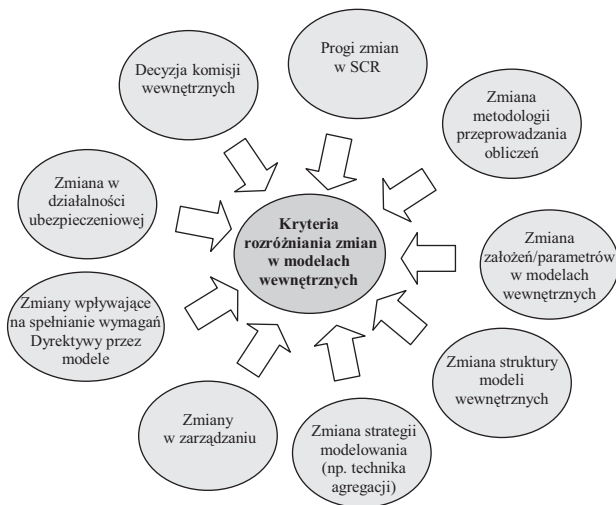 Decyzja komisji
wewnętrznych
Progi zmian
w SCR
Zmiana
metodologii
przeprowadzania
obliczeń
Zmiana w
działalności
ubezpieczeniowej
Kryteria
rozróżniania zmian
w modelach
wewnętrznych
Zmiana
założeń/parametrów
w modelach
wewnętrznych
Zmiany wpływające
na spełnianie wymagań
Dyrektywy przez
modele
Zmiana struktury
modeli
wewnętrznych
Zmiany
w zarządzaniu
Zmiana strategii
modelowania
(np. technika
agregacji)